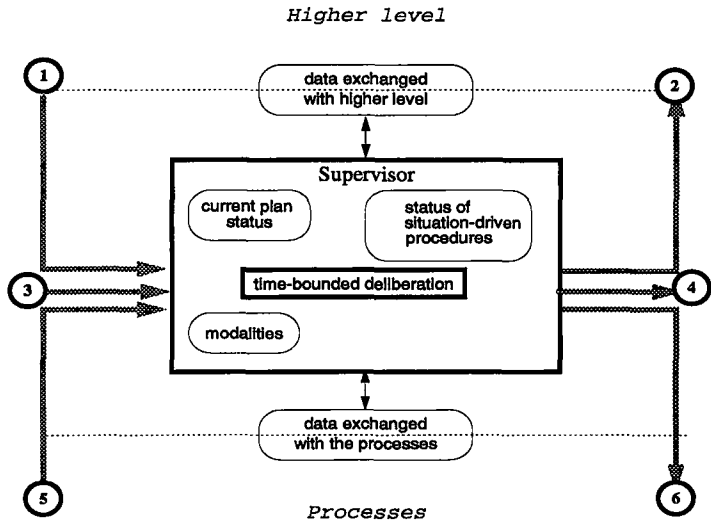 Higher level
1
data exchanged
with higher level
2
Supervisor
current plan
status
status of
situation-driven
procedures
3
time-bounded deliberation
4
modalities
data exchanged
with the processes
5
6
Processes